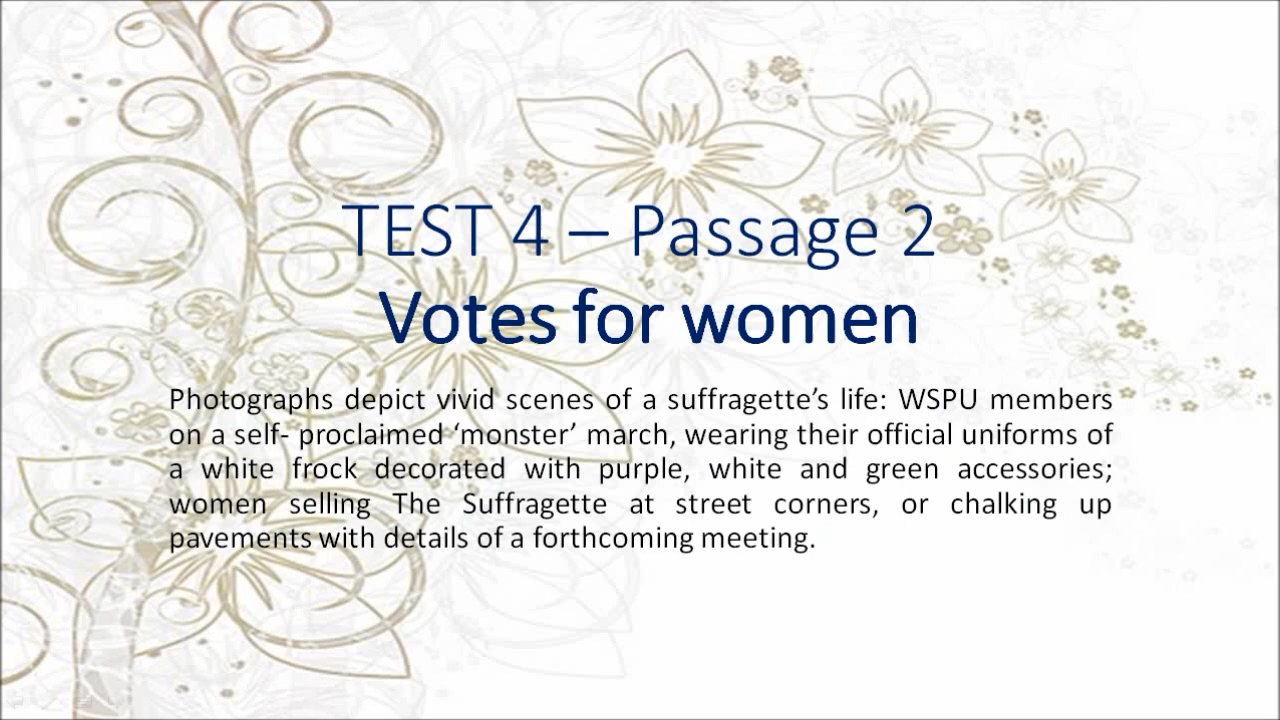 TEST 4 – Passage 2
Votes for women
Photographs depict vivid scenes of a suffragette’s life: WSPU members
on a self- proclaimed ‘monster’ march, wearing their official uniforms of
a white frock decorated with purple, white and green accessories;
women selling The Suffragette at street corners, or chalking up
pavements with details of a forthcoming meeting.